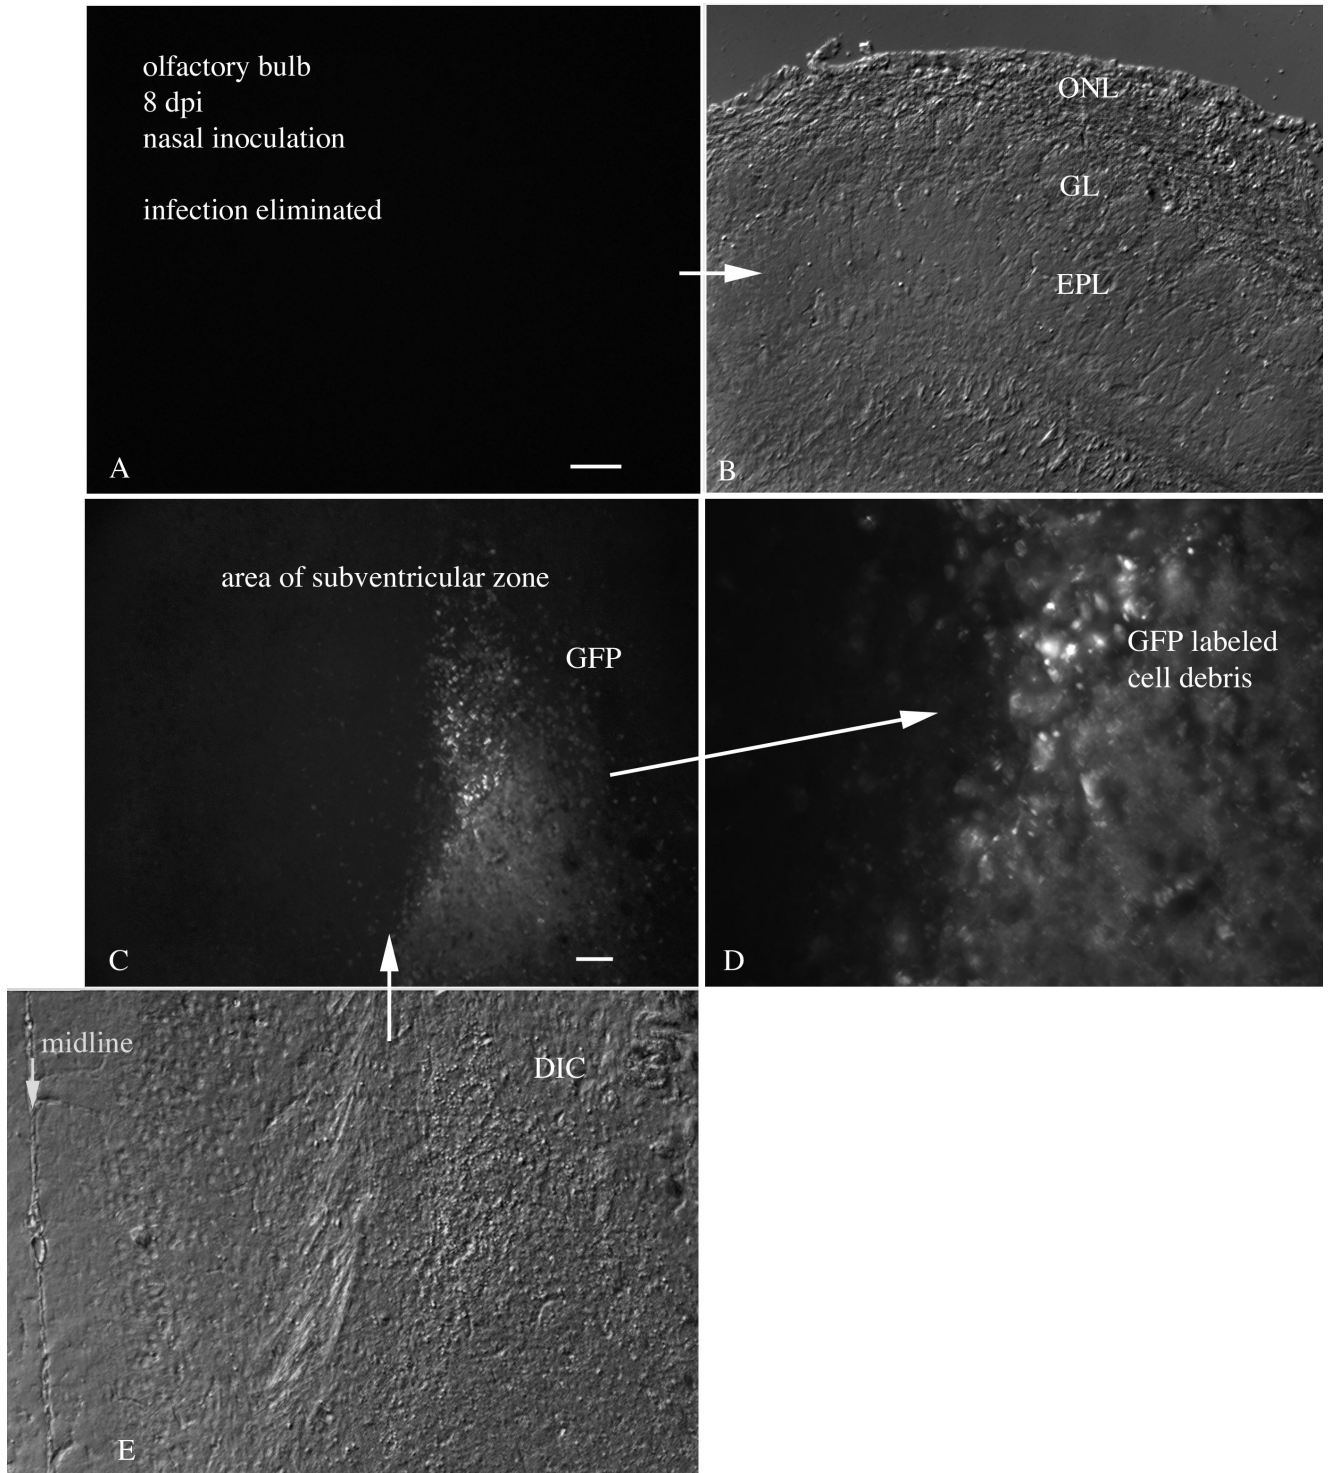 olfactory bulb
8 dpi
nasal inoculation
infection eliminated
A
ONL
GL
EPL
B
area of subventricular zone
GFP
C
GFP labeled
cell debris
D
midline
DIC
E